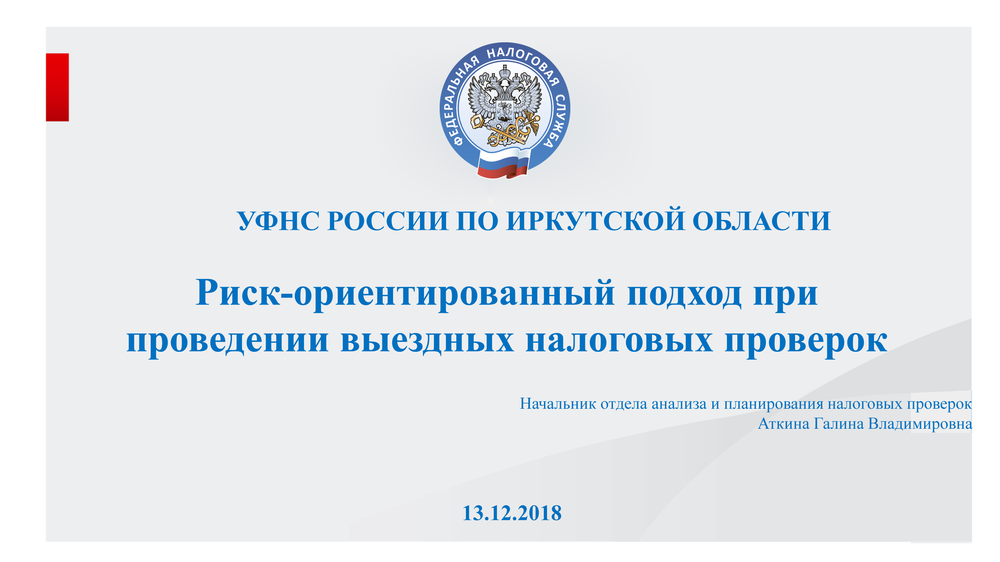 ФЕДЕРАЛЬНАЯ НАЛОГОВАЯ СЛУЖБА
УФНС РОССИИ ПО ИРКУТСКОЙ ОБЛАСТИ
Риск-ориентированный подход при
проведении выездных налоговых проверок
Начальник отдела анализа и планирования налоговых проверок
Аткина Галина Владимировна
13.12.2018